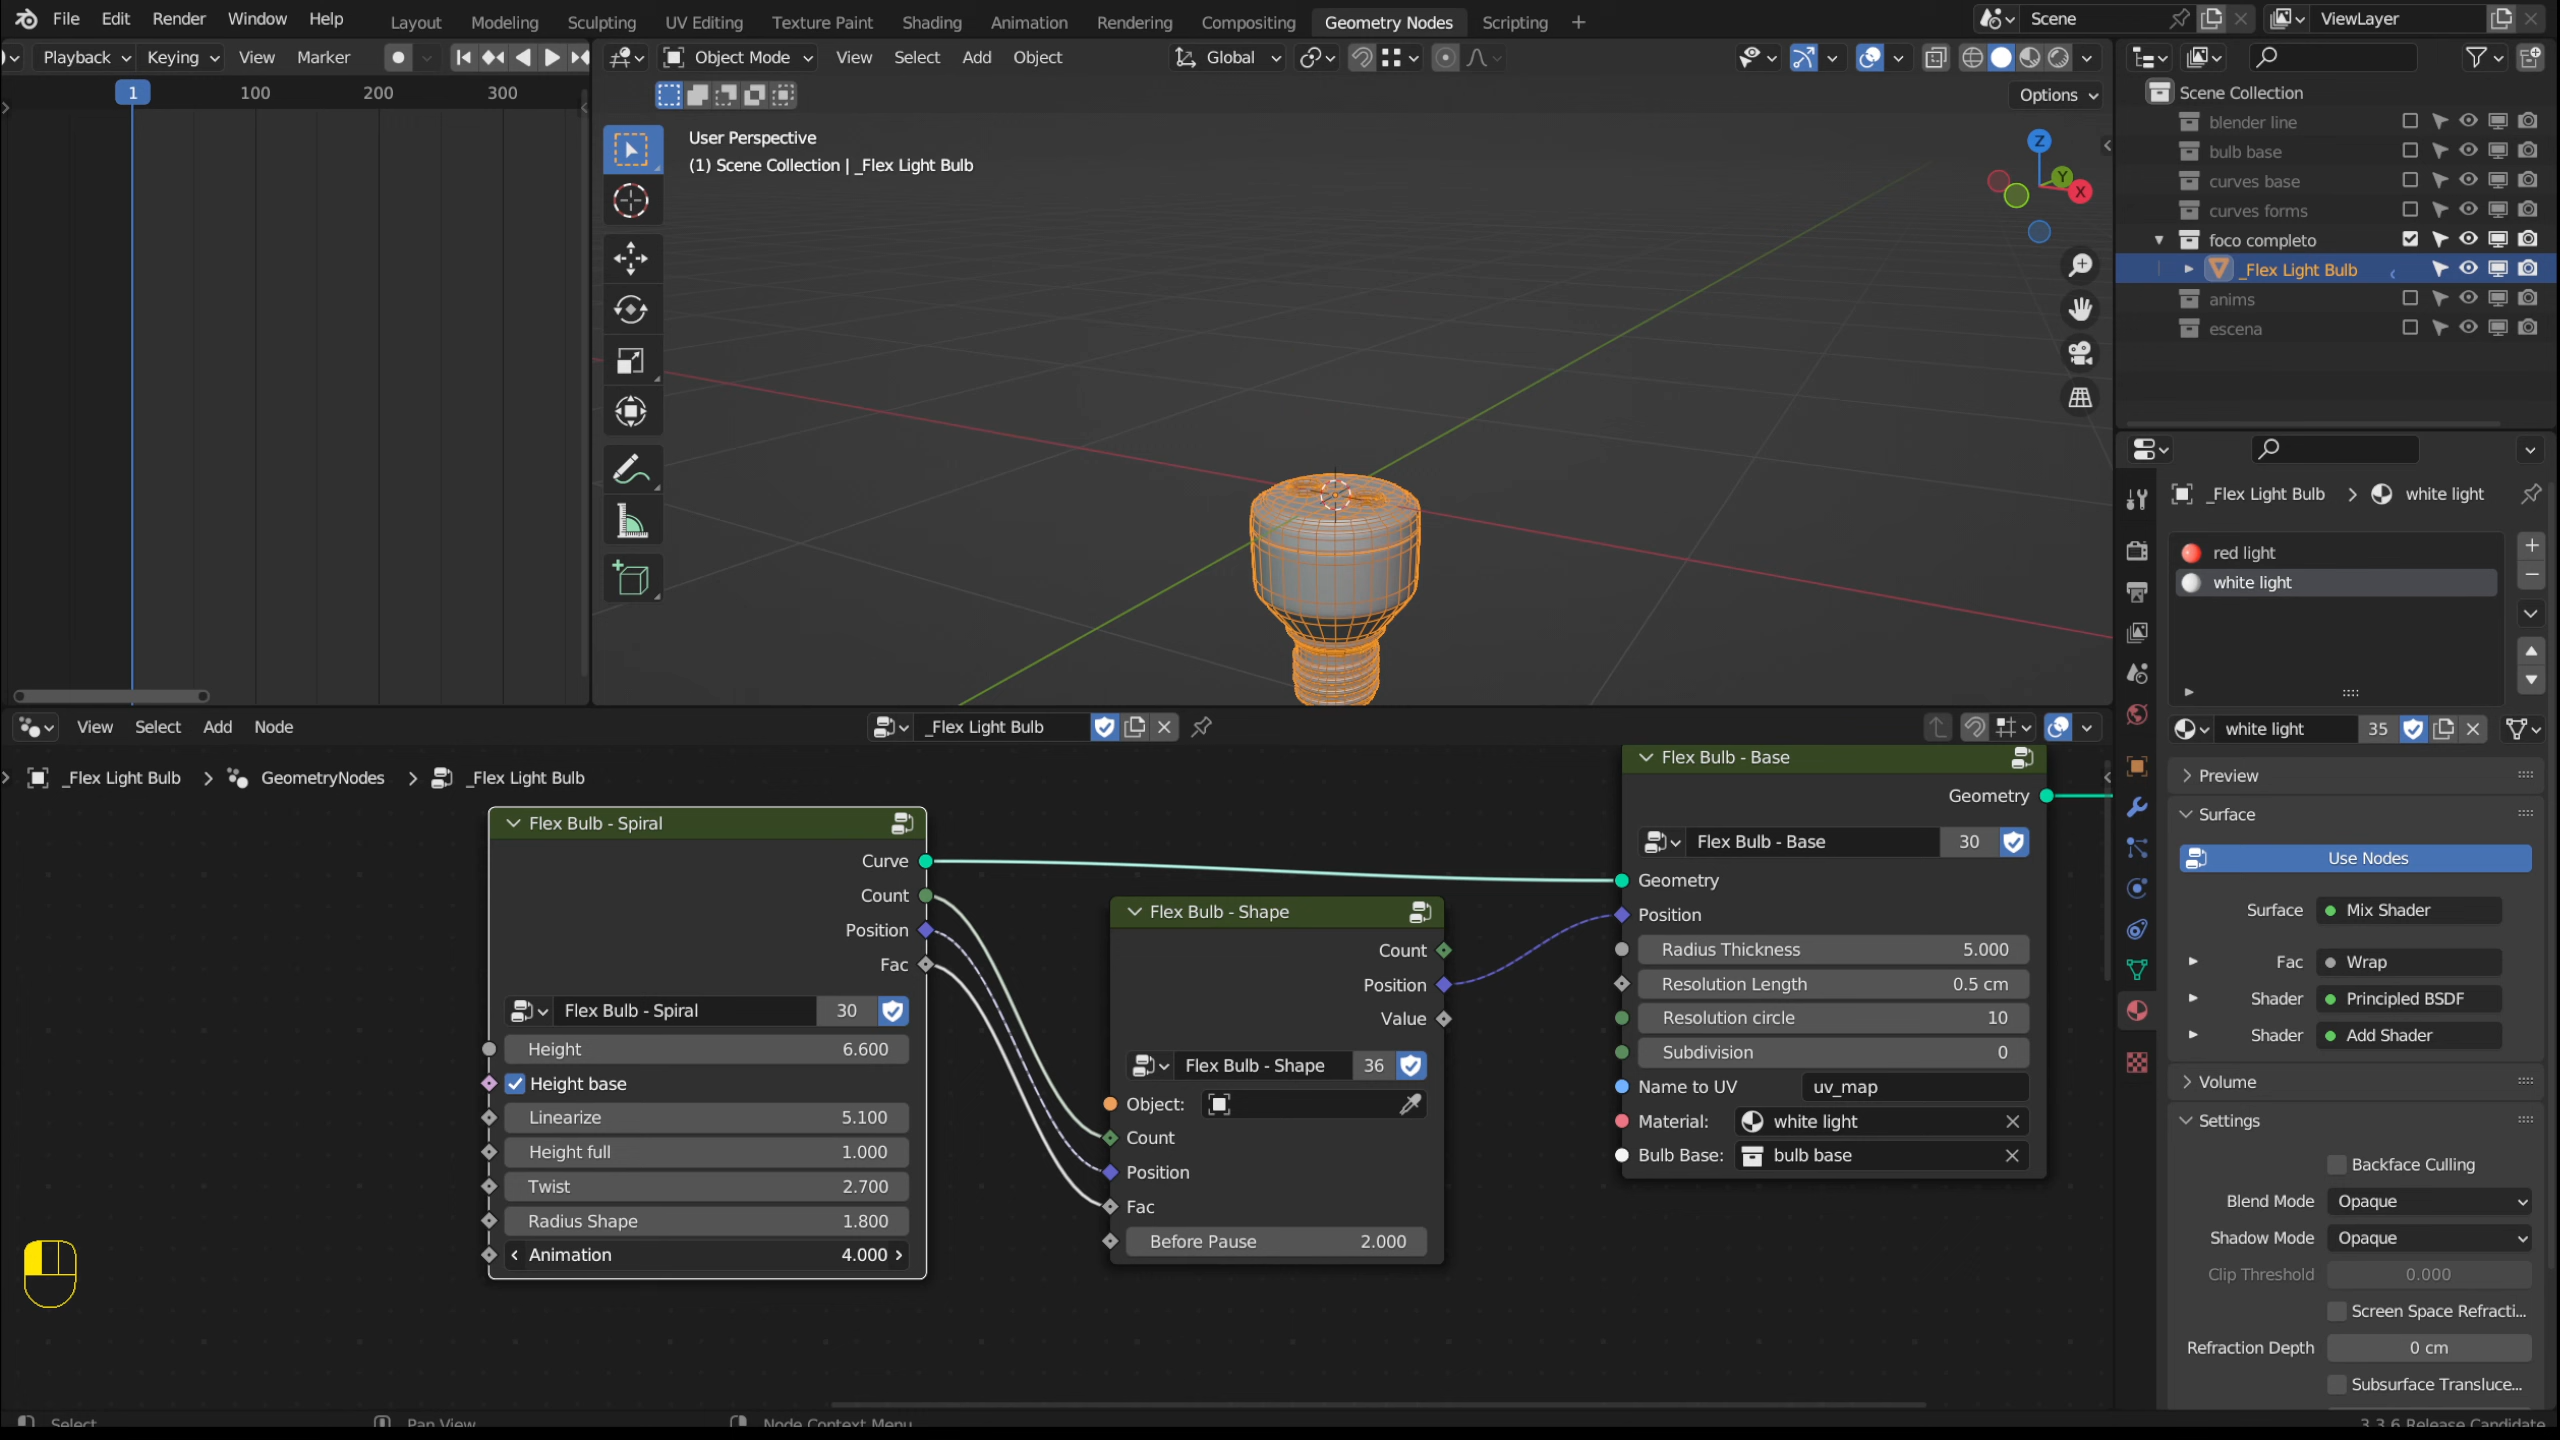 File Edit Render Window Help Layout Modeling Sculpting UV Editing Texture Paint Shading Animation Rendering Compositing Geometry Nodes Scripting + Scene ViewLayer
Playback Keying View Marker Object Mode View Select Add Object Global
1 100 200 300
Options
User Perspective
(1) Scene Collection | _Flex Light Bulb
Z
Y
X
Scene Collection
blender line
bulb base
curves base
curves forms
foco completo
_Flex Light Bulb
anims
escena
_Flex Light Bulb > white light
red light
white light
white light 35
Preview
Surface
Use Nodes
Surface Mix Shader
Fac Wrap
Shader Principled BSDF
Shader Add Shader
Volume
Settings
Backface Culling
Blend Mode Opaque
Shadow Mode Opaque
Clip Threshold 0.000
Screen Space Refracti...
Refraction Depth 0 cm
Subsurface Transluce...
View Select Add Node _Flex Light Bulb
_Flex Light Bulb > GeometryNodes > _Flex Light Bulb
Flex Bulb - Spiral
Curve
Count
Position
Fac
Flex Bulb - Spiral 30
Height 6.600
Height base
Linearize 5.100
Height full 1.000
Twist 2.700
Radius Shape 1.800
Animation 4.000
Flex Bulb - Shape
Count
Position
Value
Flex Bulb - Shape 36
Object:
Count
Position
Fac
Before Pause 2.000
Flex Bulb - Base
Geometry
Flex Bulb - Base 30
Geometry
Position
Radius Thickness 5.000
Resolution Length 0.5 cm
Resolution circle 10
Subdivision 0
Name to UV uv_map
Material: white light
Bulb Base: bulb base
Select Pan View Node Context Menu 3.3.6 Release Candidate